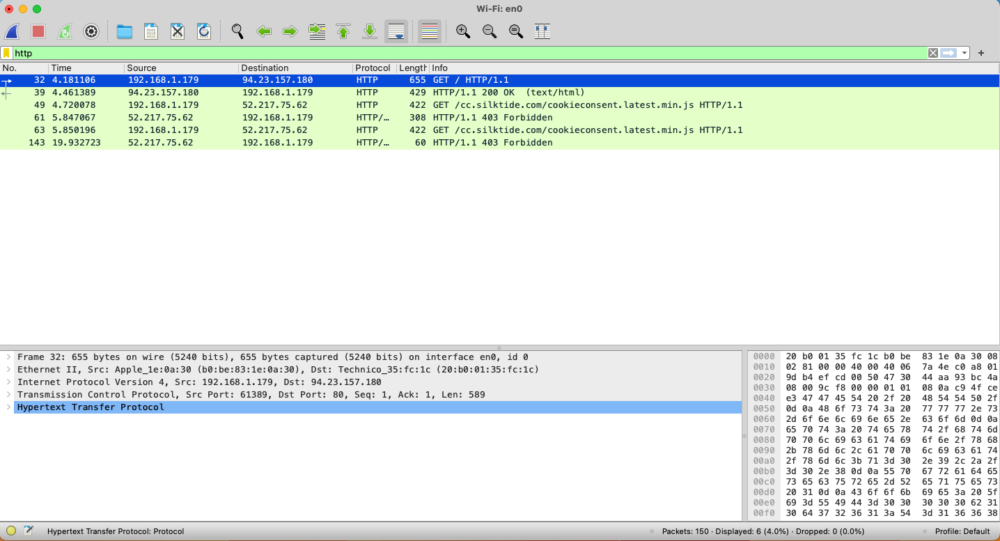 Wi-Fi: en0
http
No. Time Source Destination Protocol Length Info
32 4.181106 192.168.1.179 94.23.157.180 HTTP 655 GET / HTTP/1.1
39 4.461389 94.23.157.180 192.168.1.179 HTTP 429 HTTP/1.1 200 OK (text/html)
49 4.720078 192.168.1.179 52.217.75.62 HTTP 422 GET /cc.silktide.com/cookieconsent.latest.min.js HTTP/1.1
61 5.847067 52.217.75.62 192.168.1.179 HTTP/… 308 HTTP/1.1 403 Forbidden
63 5.850196 192.168.1.179 52.217.75.62 HTTP 422 GET /cc.silktide.com/cookieconsent.latest.min.js HTTP/1.1
143 19.932723 52.217.75.62 192.168.1.179 HTTP/… 60 HTTP/1.1 403 Forbidden
Frame 32: 655 bytes on wire (5240 bits), 655 bytes captured (5240 bits) on interface en0, id 0
Ethernet II, Src: Apple_1e:0a:30 (b0:be:83:1e:0a:30), Dst: Technico_35:fc:1c (20:b0:01:35:fc:1c)
Internet Protocol Version 4, Src: 192.168.1.179, Dst: 94.23.157.180
Transmission Control Protocol, Src Port: 61389, Dst Port: 80, Seq: 1, Ack: 1, Len: 589
Hypertext Transfer Protocol
0000 20 b0 01 35 fc 1c b0 be 83 1e 0a 30 08
0010 02 81 00 00 40 00 40 06 7a 4e c0 a8 01
0020 9d b4 ef cd 00 50 47 30 44 aa 93 bc 4a
0030 08 00 9c f8 00 00 01 01 08 0a c9 4f ce
0040 e3 47 47 45 54 20 2f 20 48 54 54 50 2f
0050 0d 0a 48 6f 73 74 3a 20 77 77 77 2e 73
0060 2d 6f 6e 6c 69 6e 65 2e 63 6f 6d 0d 0a
0070 65 70 74 3a 20 74 65 78 74 2f 68 74 6d
0080 70 70 6c 69 63 61 74 69 6f 6e 2f 78 68
0090 2b 78 6d 6c 2c 61 70 70 6c 69 63 61 74
00a0 2f 78 6d 6c 3b 71 3d 30 2e 39 2c 2a 2f
00b0 3d 30 2e 38 0d 0a 55 70 67 72 61 64 65
00c0 73 65 63 75 72 65 2d 52 65 71 75 65 73
00d0 20 31 0d 0a 43 6f 6f 6b 69 65 3a 20 5f
00e0 69 3d 55 49 44 3d 30 30 30 30 30 62 31
00f0 30 64 37 32 36 31 3a 54 3d 31 36 36 38
Hypertext Transfer Protocol: Protocol
Packets: 150 · Displayed: 6 (4.0%) · Dropped: 0 (0.0%)
Profile: Default